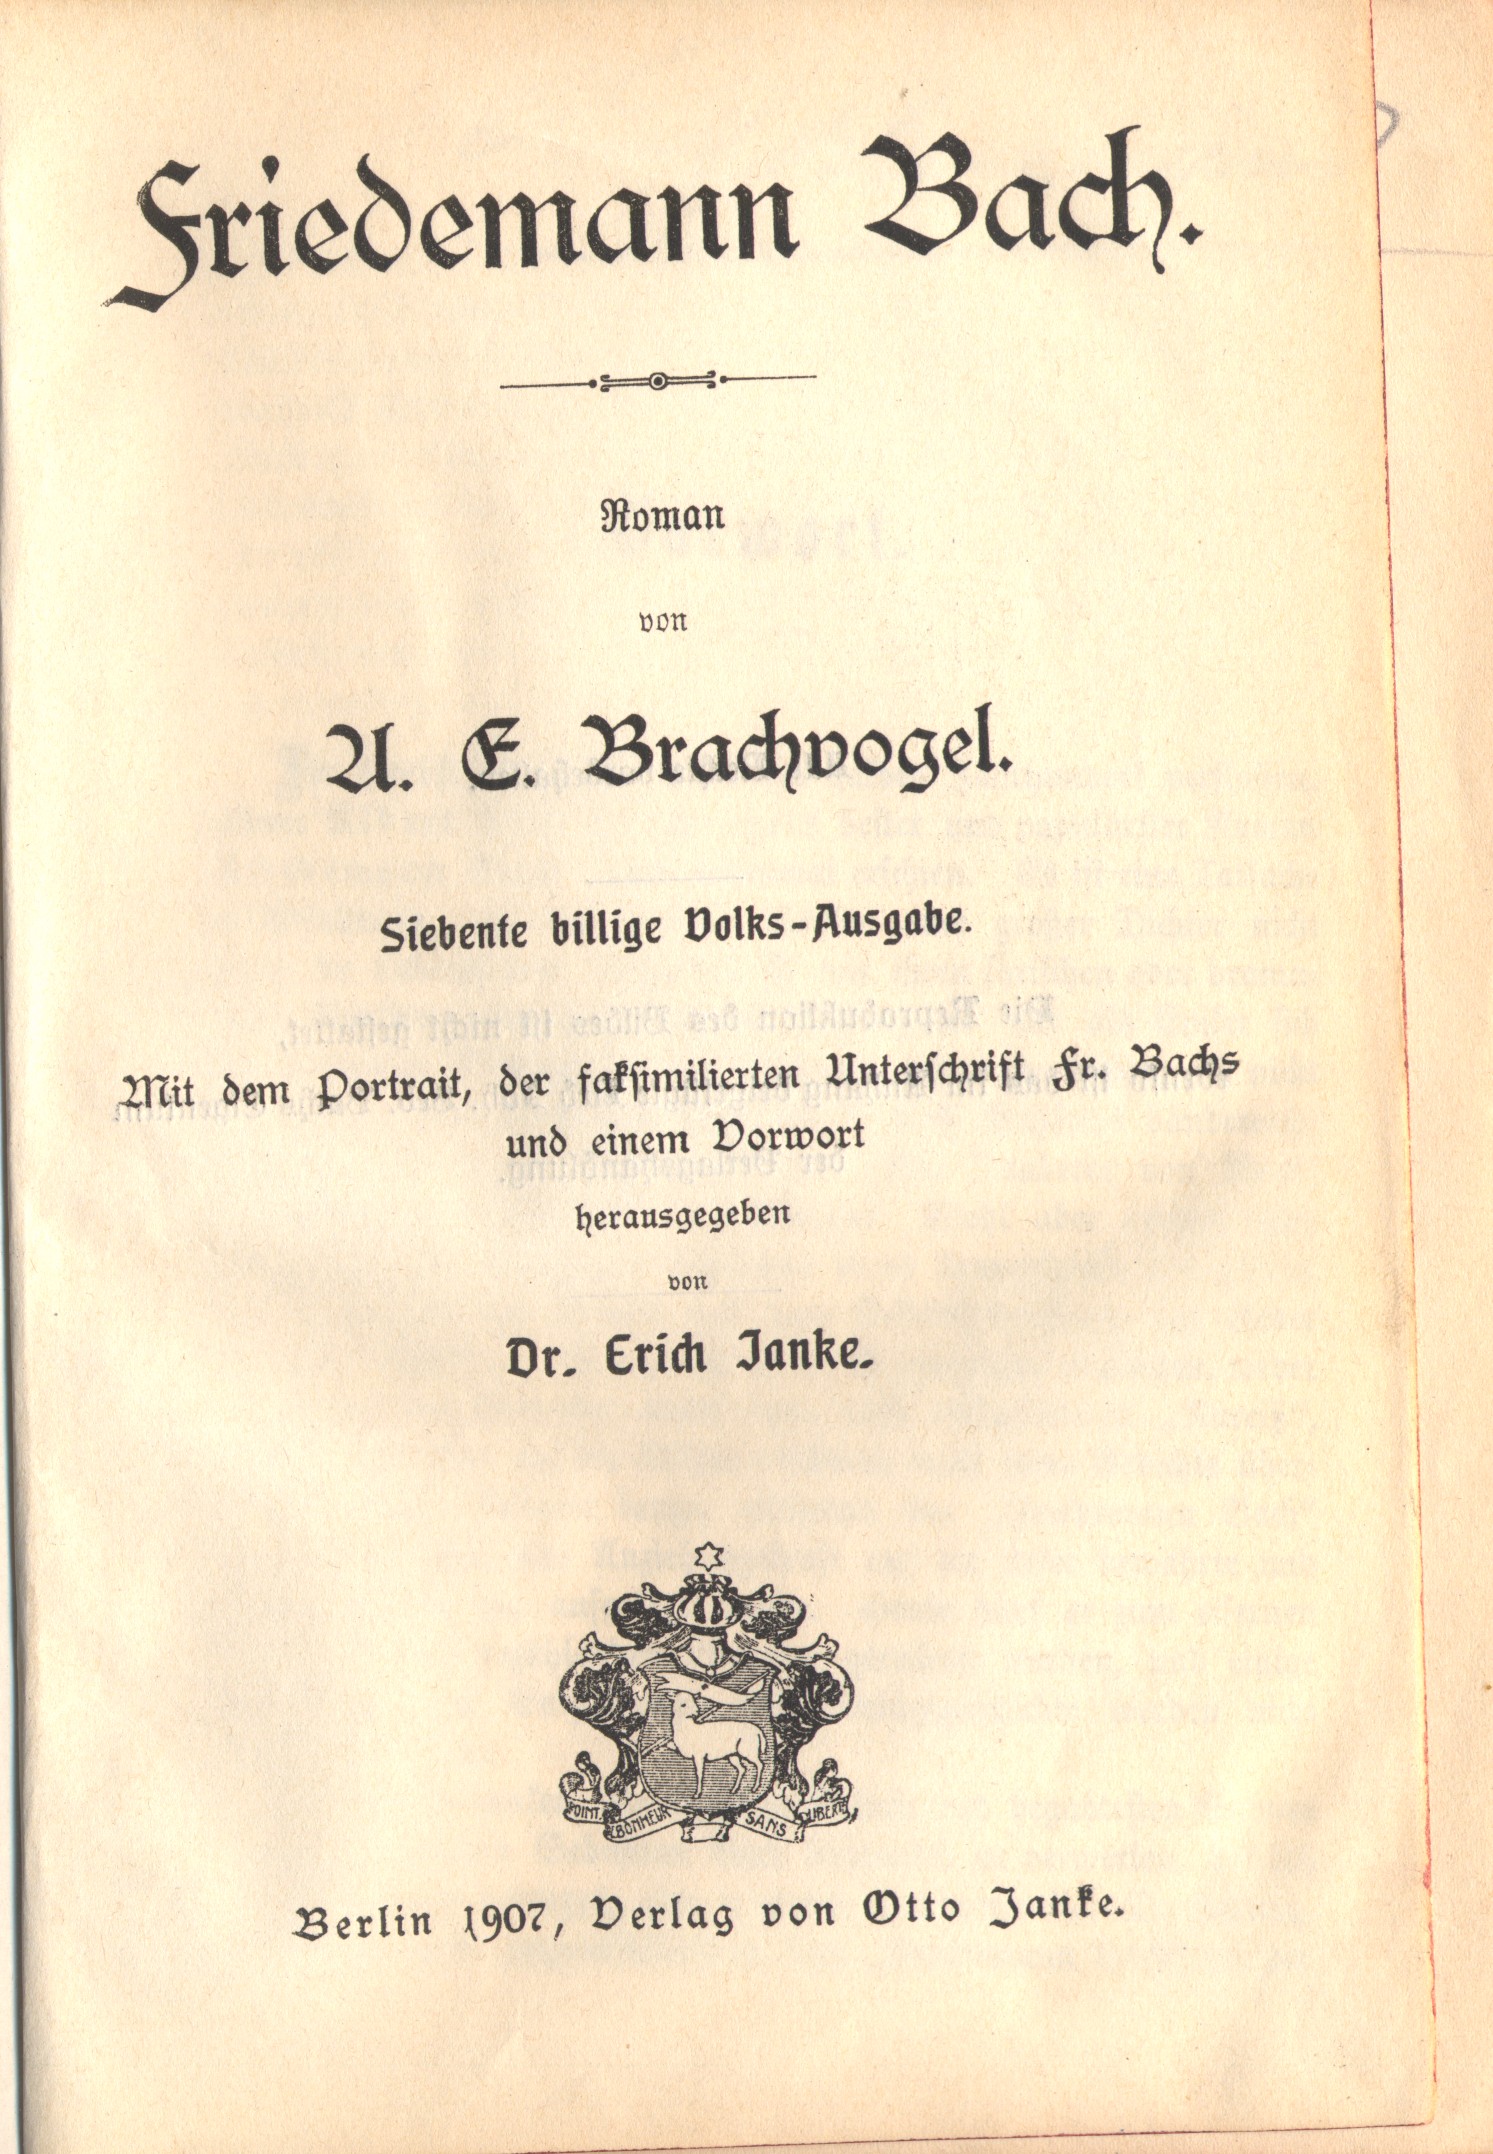 Friedemann Bach.
Roman
von
A. E. Brachvogel.
Siebente billige Volks-Ausgabe.
Mit dem Portrait, der faksimilierten Unterschrift Fr. Bachs
und einem Vorwort
herausgegeben
von
Dr. Erich Janke.
POINT. BONHEUR SANS LIBERTÉ
Berlin 1907, Verlag von Otto Janke.